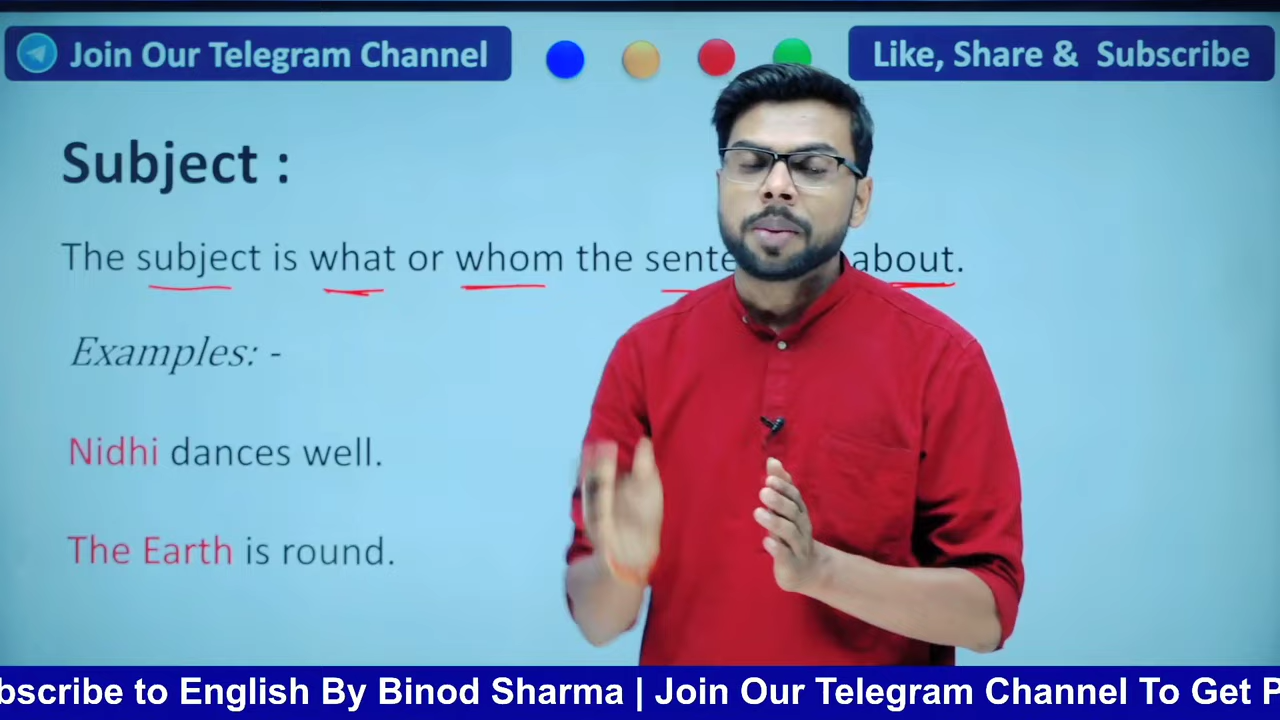 Join Our Telegram Channel
Like, Share & Subscribe
Subject :
The subject is what or whom the about.
Examples: -
Nidhi dances well.
The Earth is round.
to English By Binod Sharma | Join Our Telegram Channel To Get